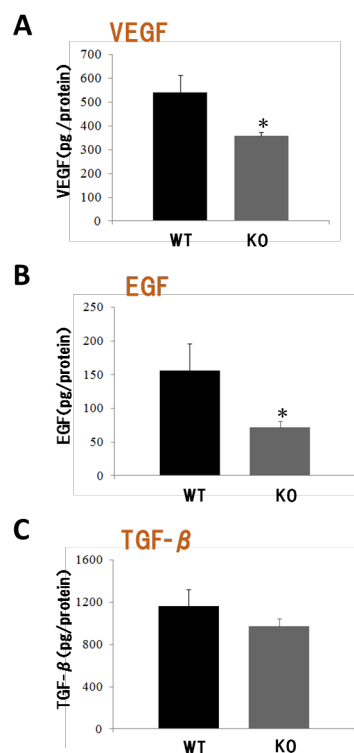 A
VEGF
VEGF(pg/protein)
700
600
500
400
300
200
100
0
*
WT KO
B
EGF
EGF(pg/protein)
250
200
150
100
50
0
*
WT KO
C
TGF-β
TGF-β(pg/protein)
1600
1200
800
400
0
WT KO